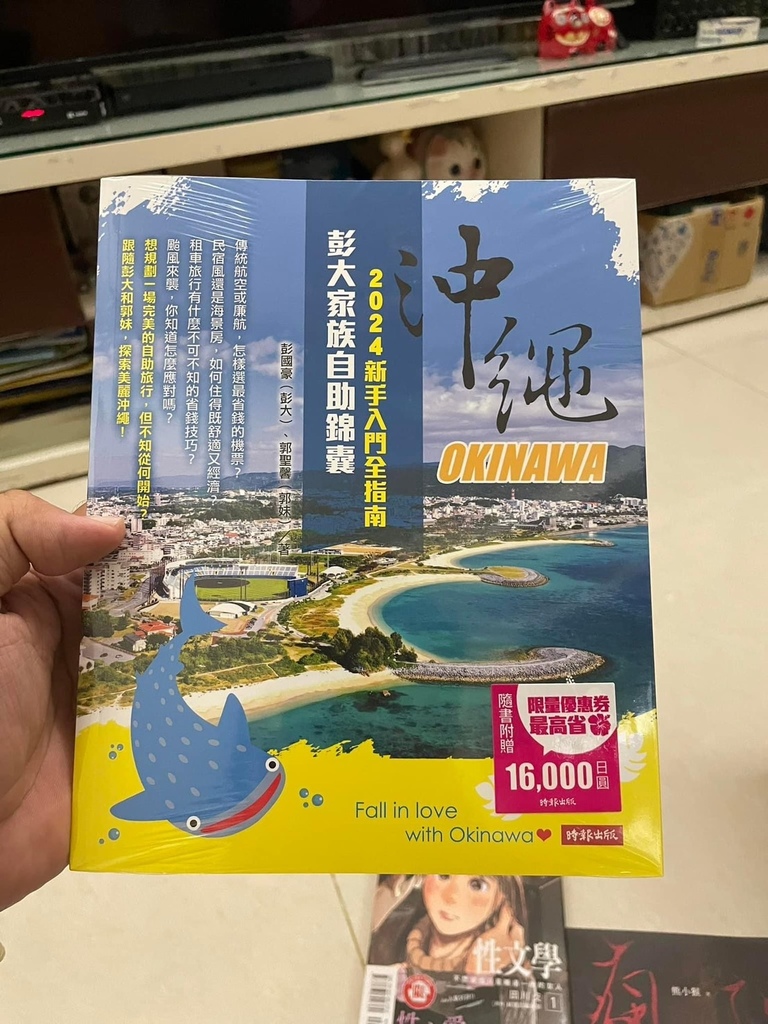 沖繩
OKINAWA
2024新手入門全指南
彭大家族自助錦囊
彭國豪(彭大)、郭聖馨(郭妹)/著
傳統航空或廉航,怎樣選最省錢的機票?
民宿風還是海景房,如何住得既舒適又經濟
租車旅行有什麼不可不知的省錢技巧?
颱風來襲,你知道怎麼應對嗎?
想規劃一場完美的自助旅行,但不知從何開始?
跟隨彭大和郭妹,探索美麗沖繩!
隨書附贈
限量優惠券
最高省
16,000日圓
時報出版
Fall in love
with Okinawa
時報出版
性文學
1
熊小猴
瘋